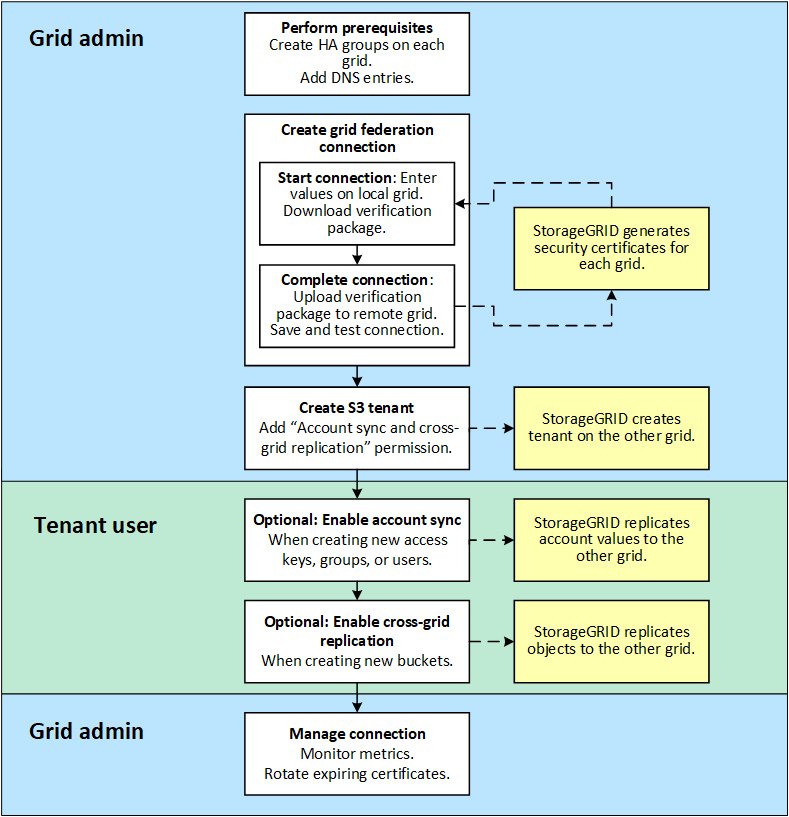 Grid admin
Perform prerequisites
Create HA groups on each
grid.
Add DNS entries.
Create grid federation
connection
Start connection: Enter
values on local grid.
Download verification
package.
StorageGRID generates
security certificates for
each grid.
Complete connection:
Upload verification
package to remote grid.
Save and test connection.
Create S3 tenant
Add “Account sync and cross-
grid replication” permission.
StorageGRID creates
tenant on the other grid.
Tenant user
Optional: Enable account sync
When creating new access
keys, groups, or users.
StorageGRID replicates
account values to the
other grid.
Optional: Enable cross-grid
replication
When creating new buckets.
StorageGRID replicates
objects to the other grid.
Grid admin
Manage connection
Monitor metrics.
Rotate expiring certificates.